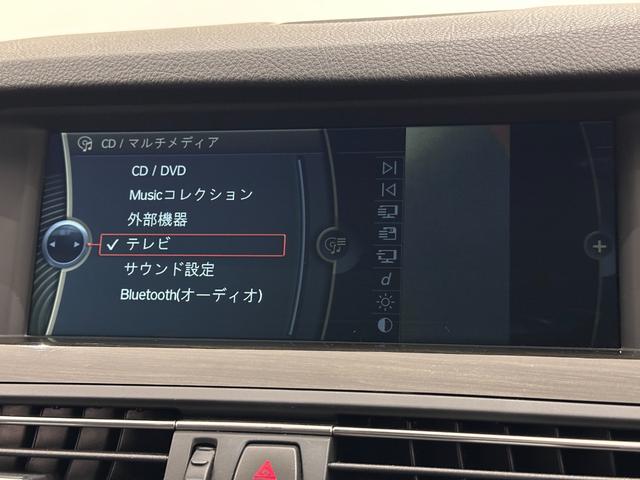 CD / マルチメディア
CD / DVD
Musicコレクション
外部機器
テレビ
サウンド設定
Bluetooth(オーディオ)
d